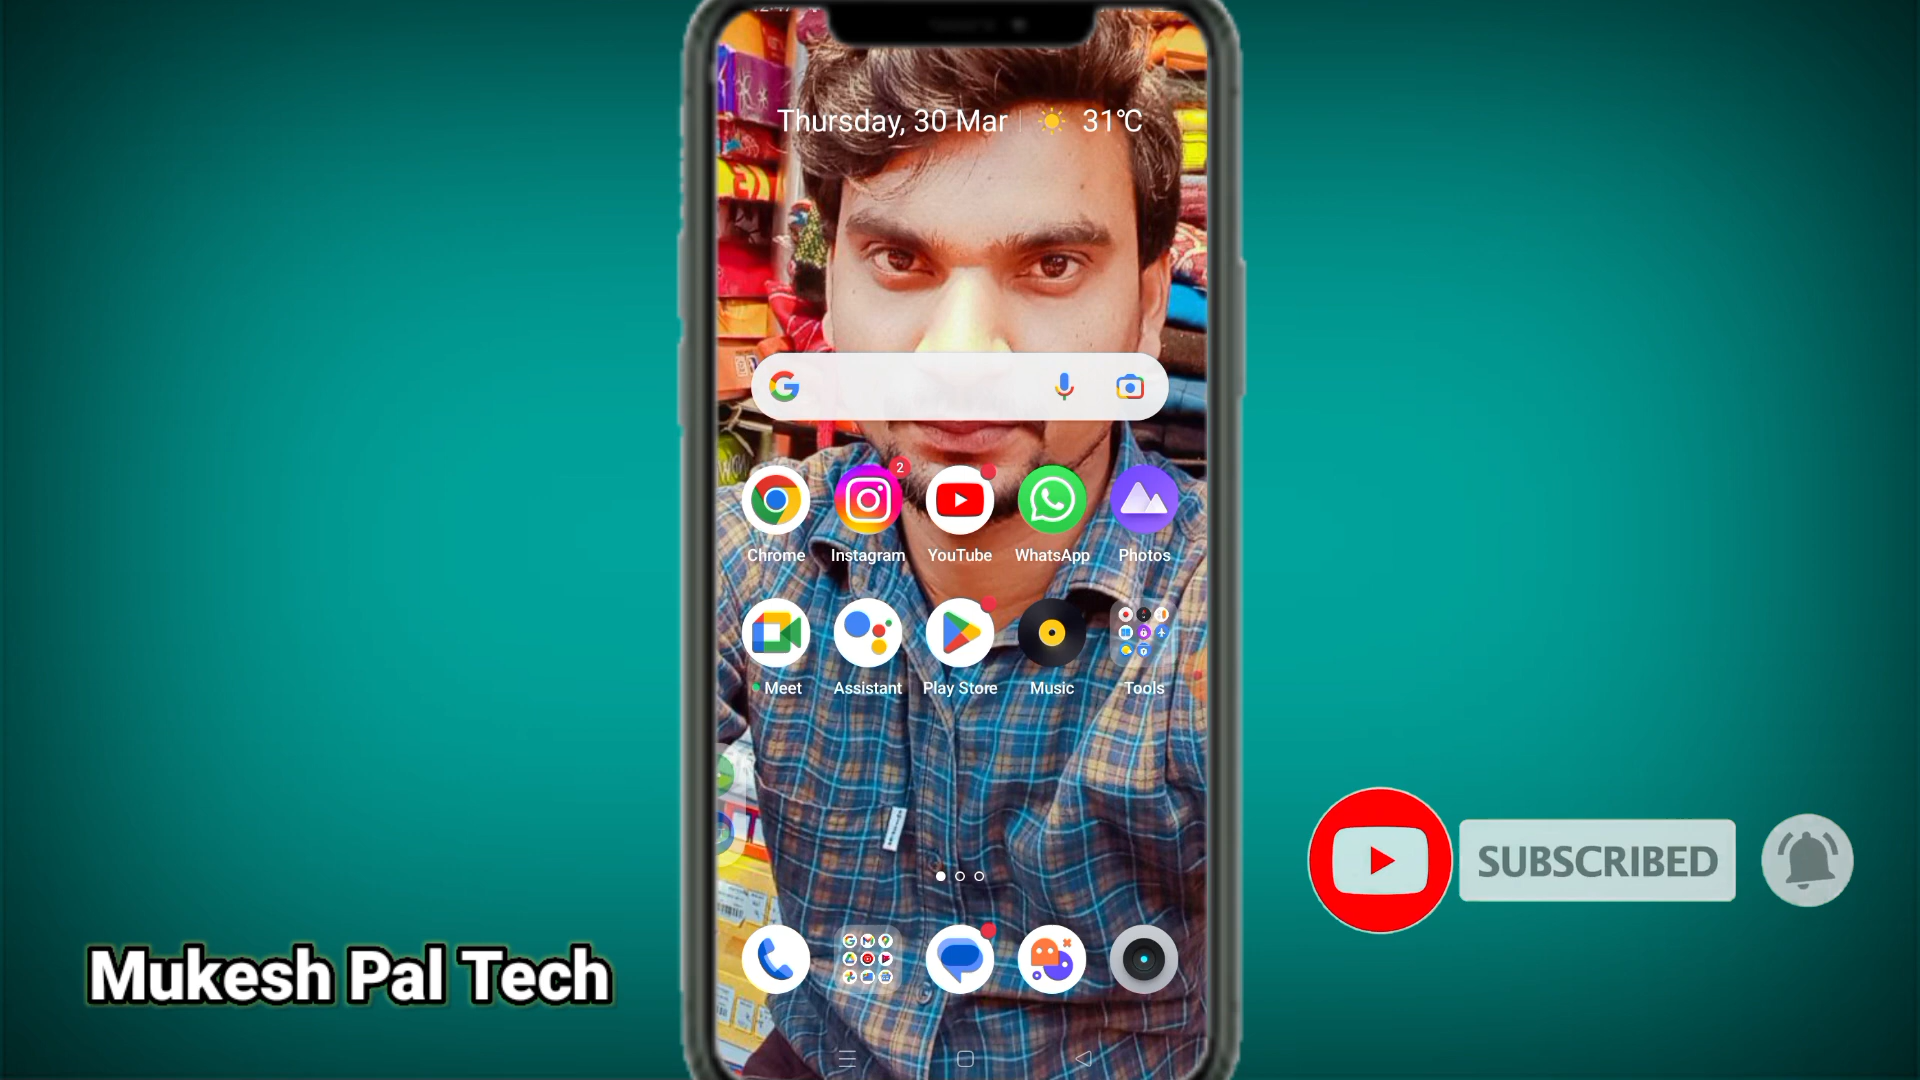 Thursday, 30 Mar 31°C
2
Chrome Instagram YouTube WhatsApp Photos
Meet Assistant Play Store Music Tools
SUBSCRIBED
Mukesh Pal Tech